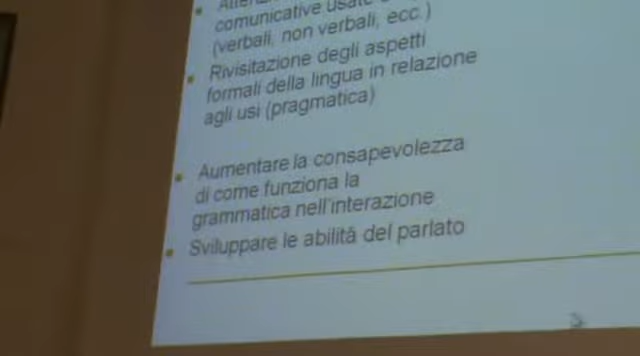 comunicative usate
(verbali, non verbali, ecc.)
Rivisitazione degli aspetti
formali della lingua in relazione
agli usi (pragmatica)
Aumentare la consapevolezza
di come funziona la
grammatica nell'interazione
Sviluppare le abilitá del parlato